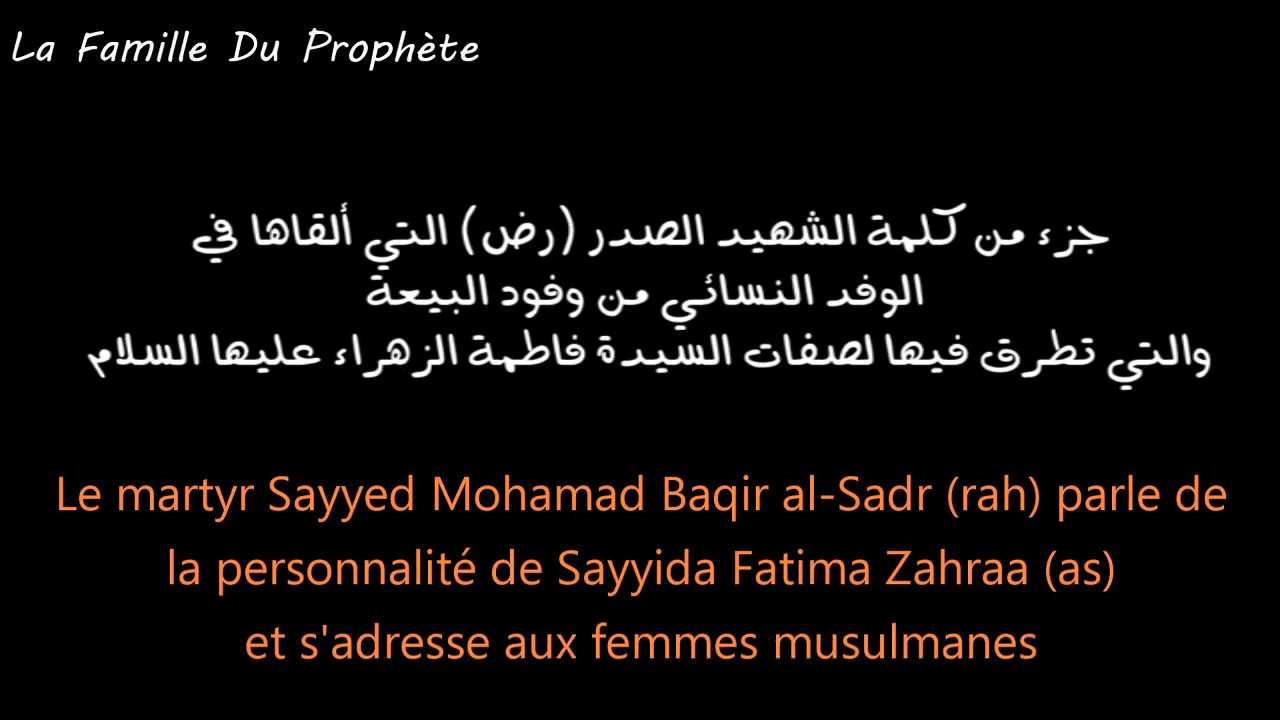 La Famille Du Prophète
جزء من كلمة الشهيد الصدر (رض) التي ألقاها في
الوفد النسائي من وفود البيعة
والتي تطرق فيها لصفات السيدة فاطمة الزهراء عليها السلام
Le martyr Sayyed Mohamad Baqir al-Sadr (rah) parle de
la personnalité de Sayyida Fatima Zahraa (as)
et s'adresse aux femmes musulmanes